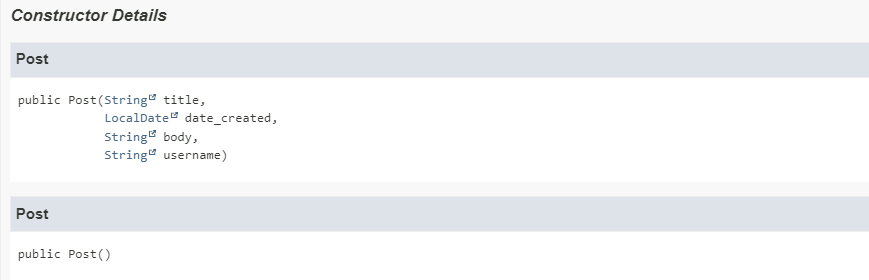 Constructor Details
Post
public Post(String title,
LocalDate date_created,
String body,
String username)
Post
public Post()